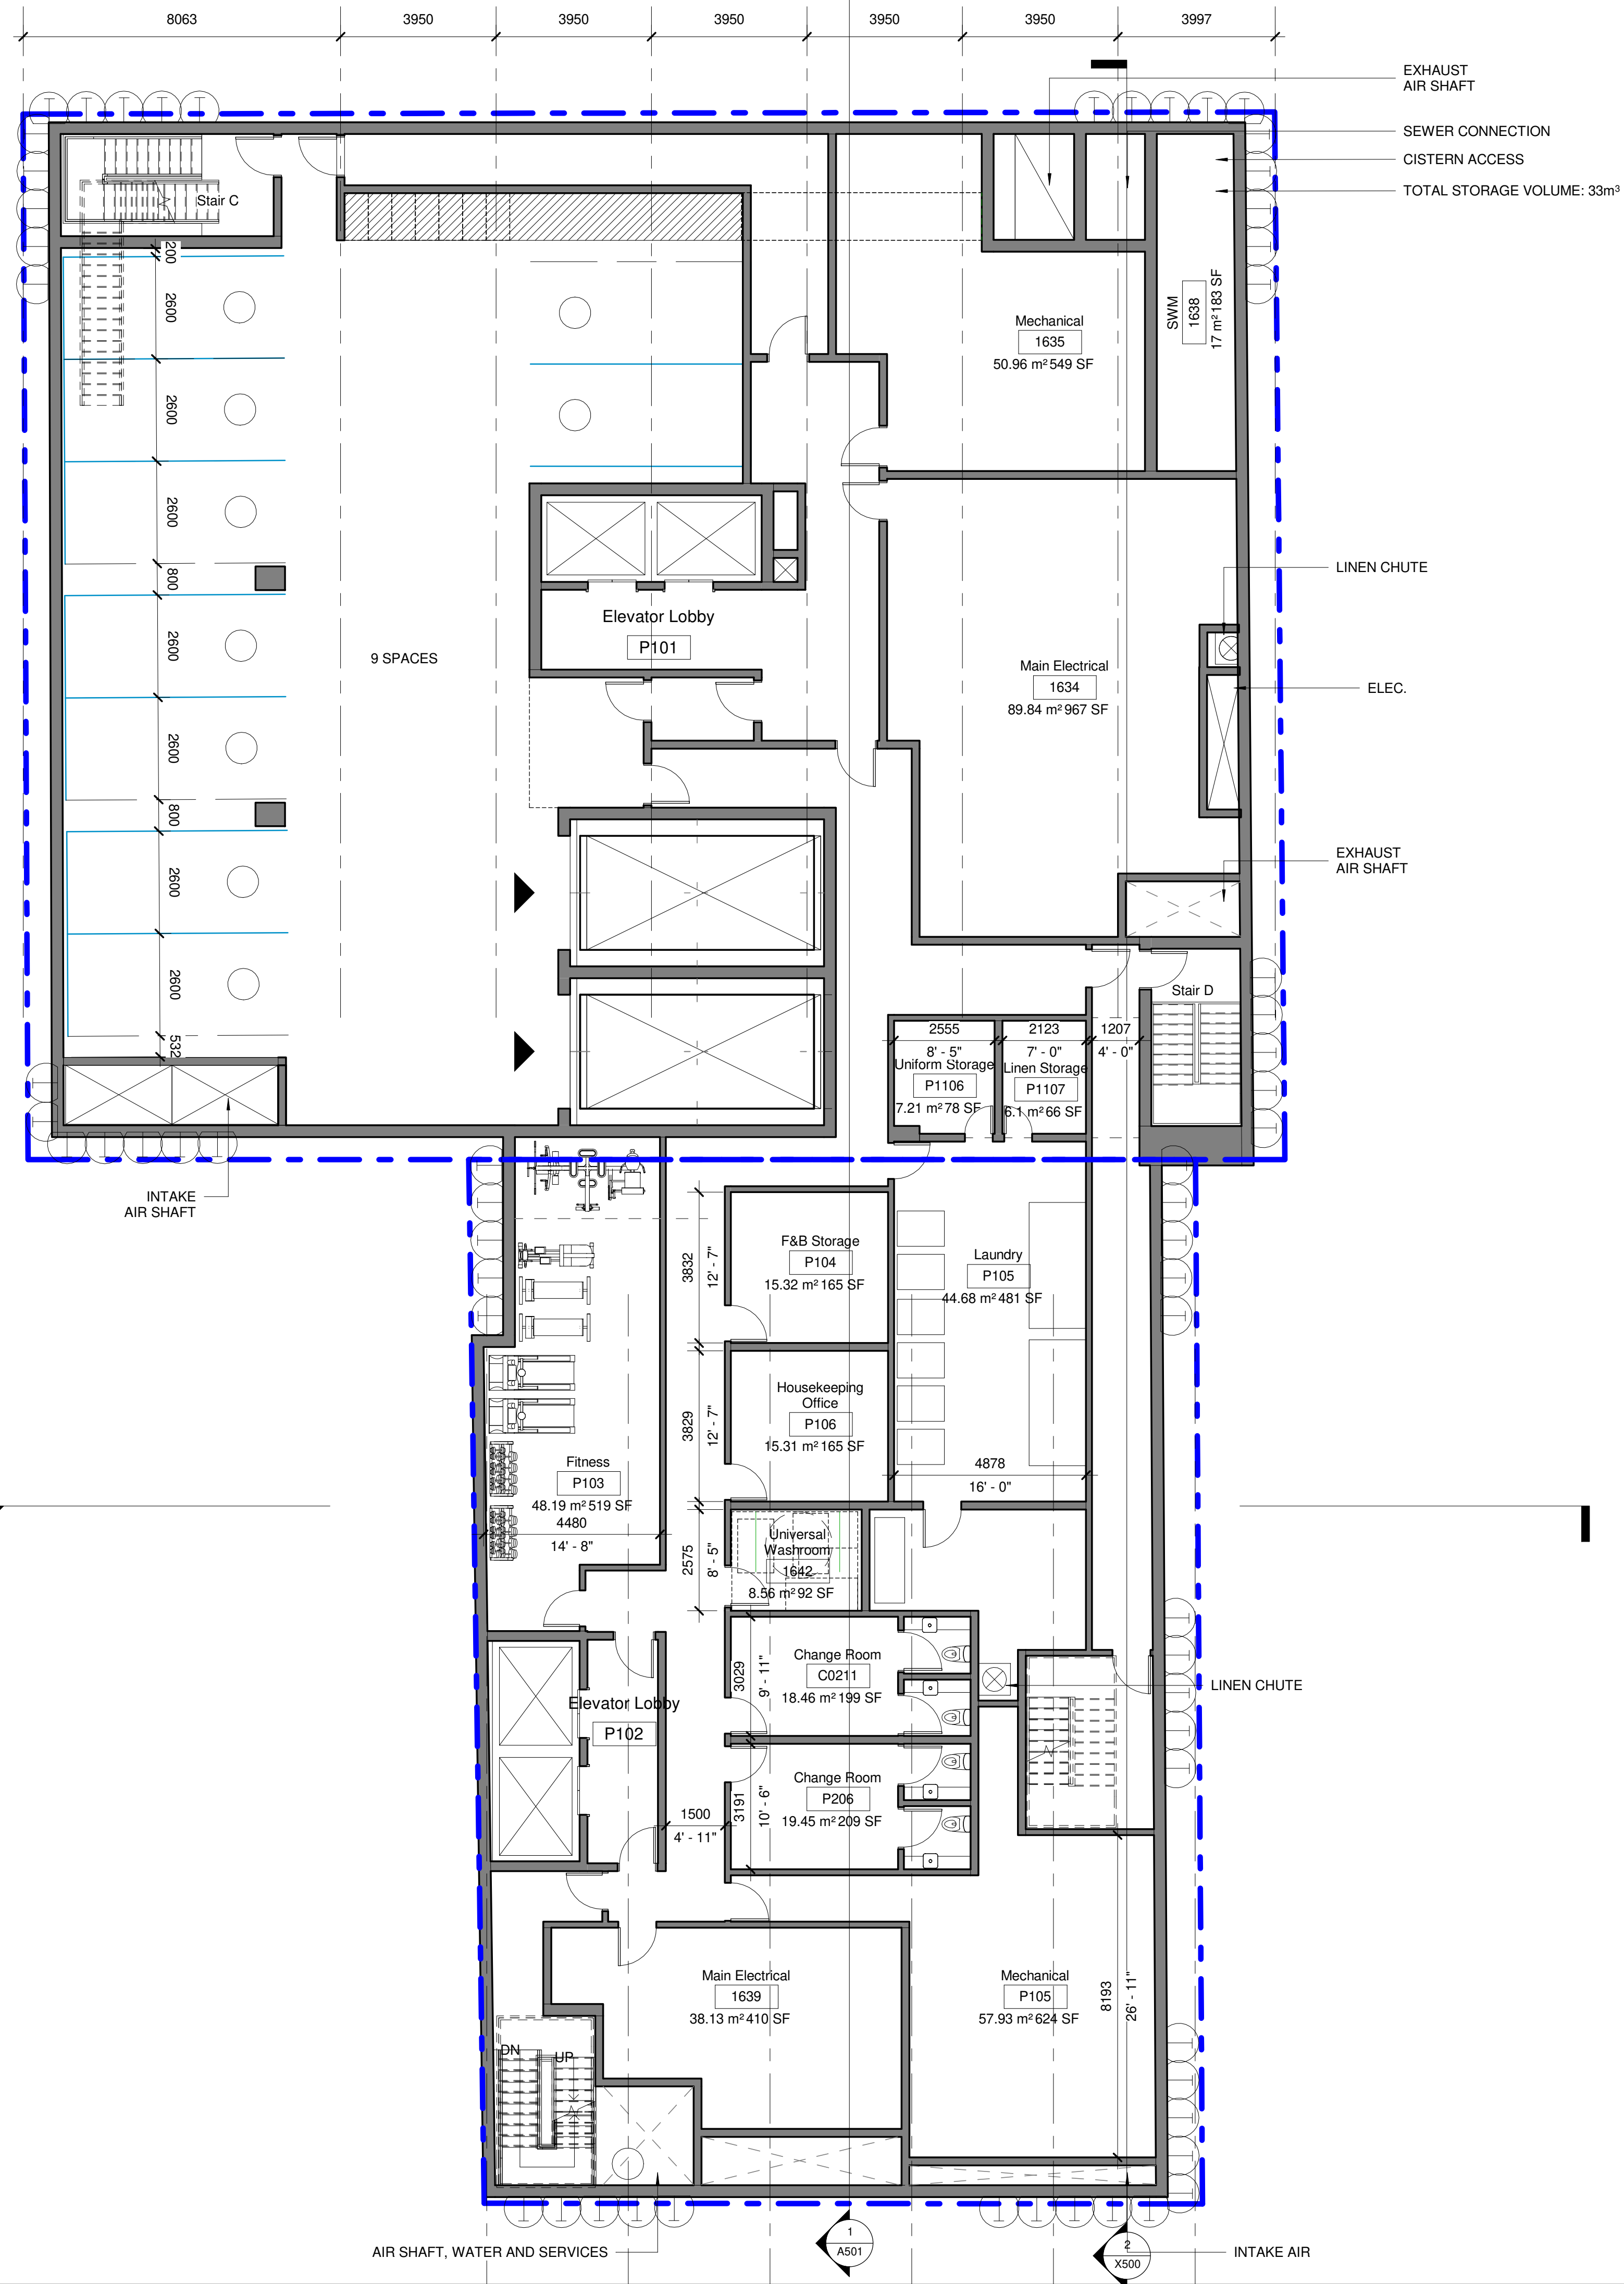 8063
3950
3950
3950
3950
3950
3997
EXHAUST
AIR SHAFT
SEWER CONNECTION
CISTERN ACCESS
TOTAL STORAGE VOLUME: 33m³
Stair C
200
2600
2600
2600
800
2600
2600
800
2600
2600
532
9 SPACES
Mechanical
1635
50.96 m² 549 SF
SWM
1638
17 m² 183 SF
LINEN CHUTE
ELEC.
Elevator Lobby
P101
Main Electrical
1634
89.84 m² 967 SF
EXHAUST
AIR SHAFT
Stair D
2555
8' - 5"
2123
7' - 0"
1207
4' - 0"
Uniform Storage
P1106
7.21 m² 78 SF
Linen Storage
P1107
6.1 m² 66 SF
INTAKE
AIR SHAFT
3832
12' - 7"
F&B Storage
P104
15.32 m² 165 SF
Laundry
P105
44.68 m² 481 SF
3829
12' - 7"
Housekeeping
Office
P106
15.31 m² 165 SF
4878
16' - 0"
Fitness
P103
48.19 m² 519 SF
4480
14' - 8"
2575
8' - 5"
Universal
Washroom
1642
8.56 m² 92 SF
3029
9' - 11"
Change Room
C0211
18.46 m² 199 SF
LINEN CHUTE
Elevator Lobby
P102
1500
4' - 11"
3191
10' - 6"
Change Room
P206
19.45 m² 209 SF
Main Electrical
1639
38.13 m² 410 SF
Mechanical
P105
57.93 m² 624 SF
8193
26' - 11"
DN
UP
AIR SHAFT, WATER AND SERVICES
1
A501
2
X500
INTAKE AIR